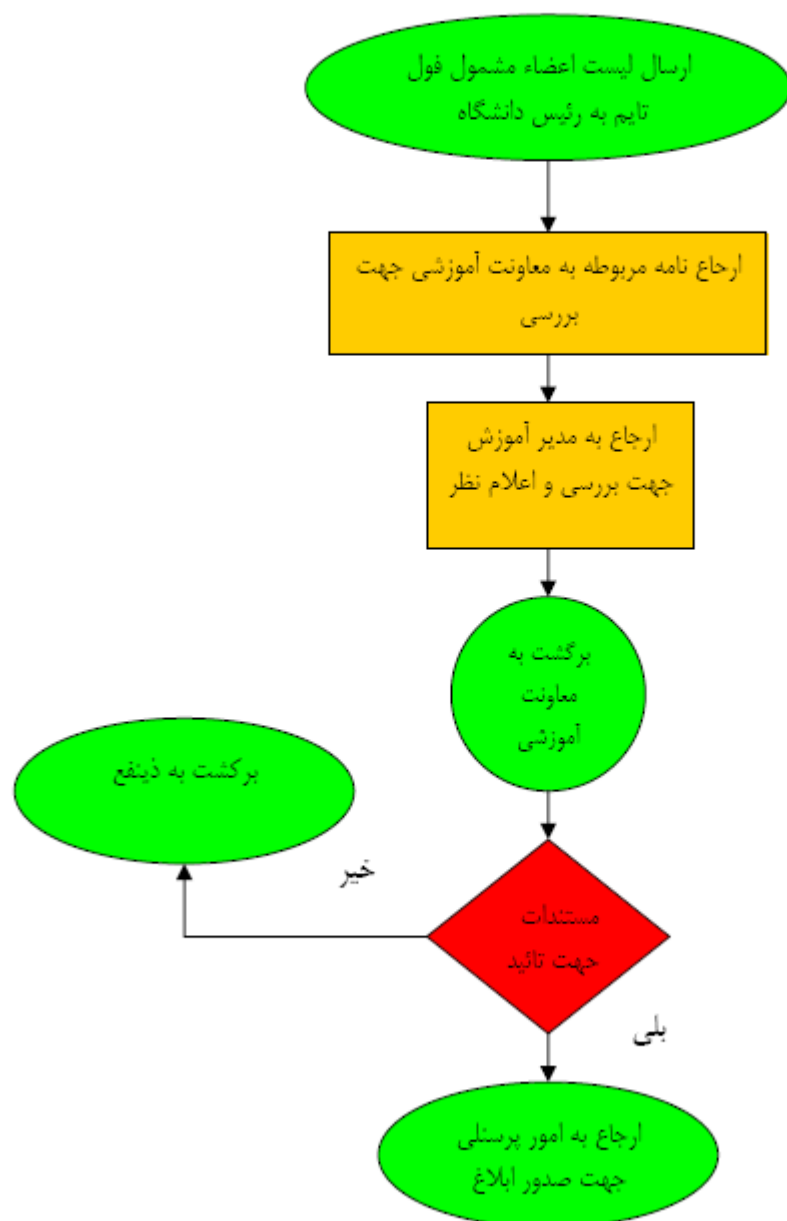 ارسال لیست اعضاء مشمول فول
تایم به رئیس دانشگاه
ارجاع نامه مربوطه به معاونت آموزشی جهت
بررسی
ارجاع به مدیر آموزش
جهت بررسی و اعلام نظر
برگشت به
معاونت
آموزشی
برکشت به ذینفع
خیر
مستندات
جهت تائید
بلی
ارجاع به امور پرسنلی
جهت صدور ابلاغ